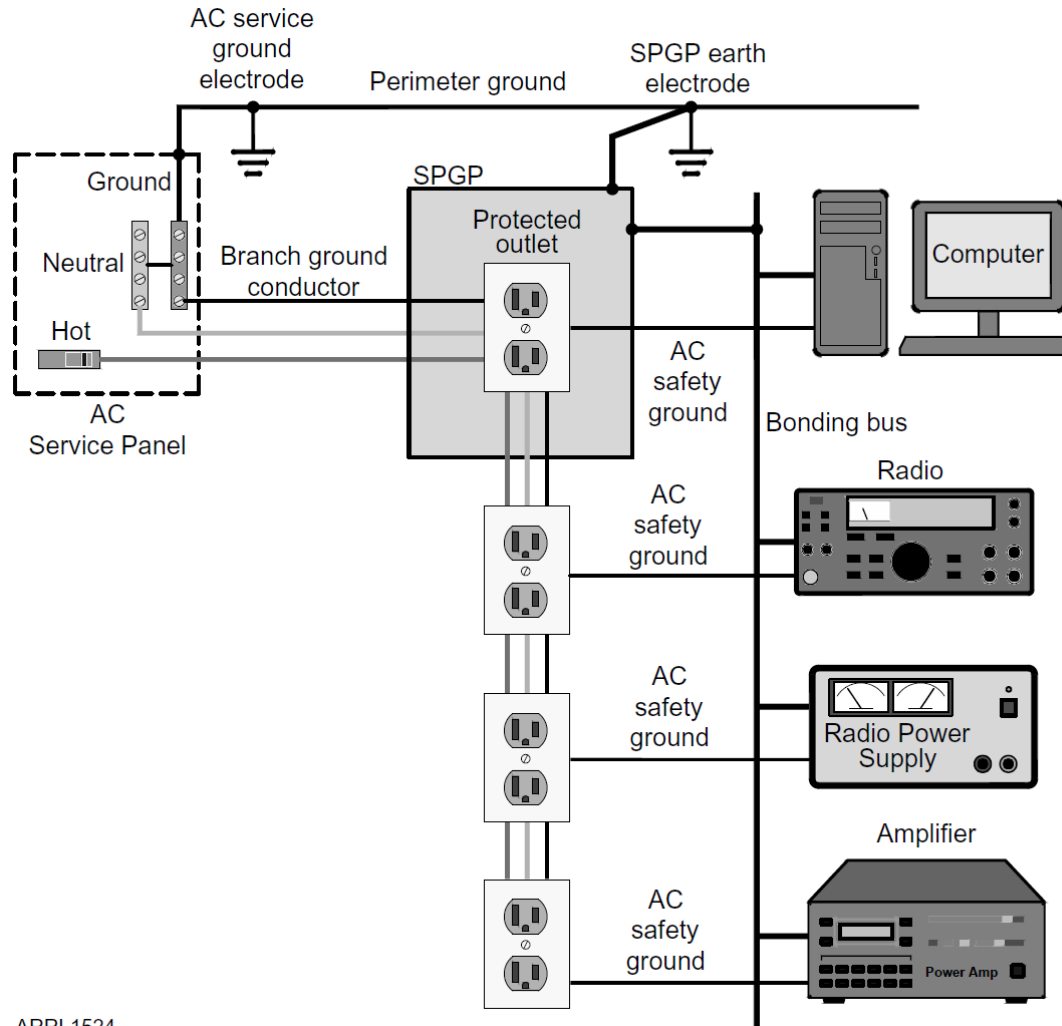 AC service
ground
electrode
Perimeter ground
SPGP earth
electrode
Ground
Neutral
Hot
AC
Service Panel
Branch ground
conductor
SPGP
Protected
outlet
Computer
AC
safety
ground
Bonding bus
Radio
AC
safety
ground
AC
safety
ground
Radio Power
Supply
Amplifier
AC
safety
ground
Power Amp